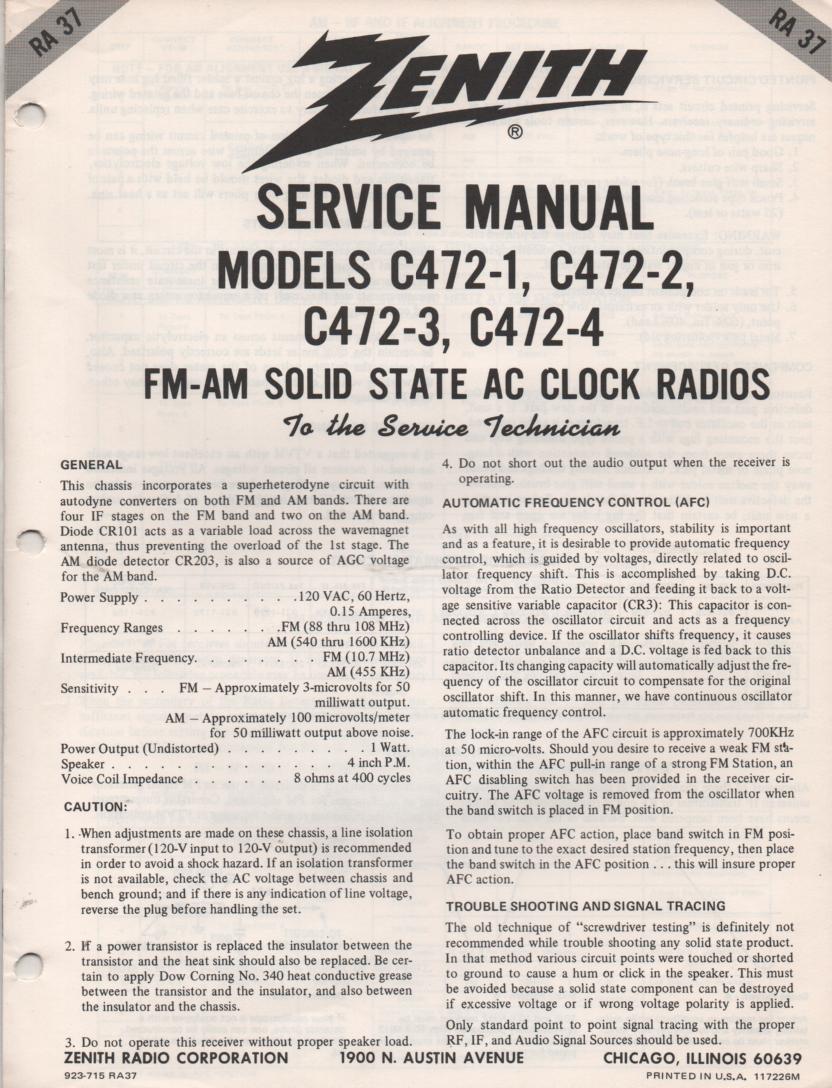 RA 37
RA 37
ZENITH
®
SERVICE MANUAL
MODELS C472-1, C472-2,
C472-3, C472-4
FM-AM SOLID STATE AC CLOCK RADIOS
To the Service Technician
GENERAL
This chassis incorporates a superheterodyne circuit with
autodyne converters on both FM and AM bands. There are
four IF stages on the FM band and two on the AM band.
Diode CR101 acts as a variable load across the wavemagnet
antenna, thus preventing the overload of the 1st stage. The
AM diode detector CR203, is also a source of AGC voltage
for the AM band.
Power Supply . . . . . . . . . . .120 VAC, 60 Hertz,
0.15 Amperes,
Frequency Ranges . . . . . . .FM (88 thru 108 MHz)
AM (540 thru 1600 KHz)
Intermediate Frequency. . . . . . . . FM (10.7 MHz)
AM (455 KHz)
Sensitivity . . . FM – Approximately 3-microvolts for 50
milliwatt output.
AM – Approximately 100 microvolts/meter
for 50 milliwatt output above noise.
Power Output (Undistorted) . . . . . . . . . 1 Watt.
Speaker . . . . . . . . . . . . . . . . 4 inch P.M.
Voice Coil Impedance . . . . . . 8 ohms at 400 cycles
CAUTION:
1. When adjustments are made on these chassis, a line isolation
transformer (120-V input to 120-V output) is recommended
in order to avoid a shock hazard. If an isolation transformer
is not available, check the AC voltage between chassis and
bench ground; and if there is any indication of line voltage,
reverse the plug before handling the set.
2. If a power transistor is replaced the insulator between the
transistor and the heat sink should also be replaced. Be cer-
tain to apply Dow Corning No. 340 heat conductive grease
between the transistor and the insulator, and also between
the insulator and the chassis.
3. Do not operate this receiver without proper speaker load.
4. Do not short out the audio output when the receiver is
operating.
AUTOMATIC FREQUENCY CONTROL (AFC)
As with all high frequency oscillators, stability is important
and as a feature, it is desirable to provide automatic frequency
control, which is guided by voltages, directly related to oscil-
lator frequency shift. This is accomplished by taking D.C.
voltage from the Ratio Detector and feeding it back to a volt-
age sensitive variable capacitor (CR3): This capacitor is con-
nected across the oscillator circuit and acts as a frequency
controlling device. If the oscillator shifts frequency, it causes
ratio detector unbalance and a D.C. voltage is fed back to this
capacitor. Its changing capacity will automatically adjust the fre-
quency of the oscillator circuit to compensate for the original
oscillator shift. In this manner, we have continuous oscillator
automatic frequency control.
The lock-in range of the AFC circuit is approximately 700KHz
at 50 micro-volts. Should you desire to receive a weak FM sta-
tion, within the AFC pull-in range of a strong FM Station, an
AFC disabling switch has been provided in the receiver cir-
cuitry. The AFC voltage is removed from the oscillator when
the band switch is placed in FM position.
To obtain proper AFC action, place band switch in FM posi-
tion and tune to the exact desired station frequency, then place
the band switch in the AFC position . . . this will insure proper
AFC action.
TROUBLE SHOOTING AND SIGNAL TRACING
The old technique of “screwdriver testing” is definitely not
recommended while trouble shooting any solid state product.
In that method various circuit points were touched or shorted
to ground to cause a hum or click in the speaker. This must
be avoided because a solid state component can be destroyed
if excessive voltage or if wrong voltage polarity is applied.
Only standard point to point signal tracing with the proper
RF, IF, and Audio Signal Sources should be used.
ZENITH RADIO CORPORATION 1900 N. AUSTIN AVENUE CHICAGO, ILLINOIS 60639
923-715 RA37 PRINTED IN U.S.A. 117226M